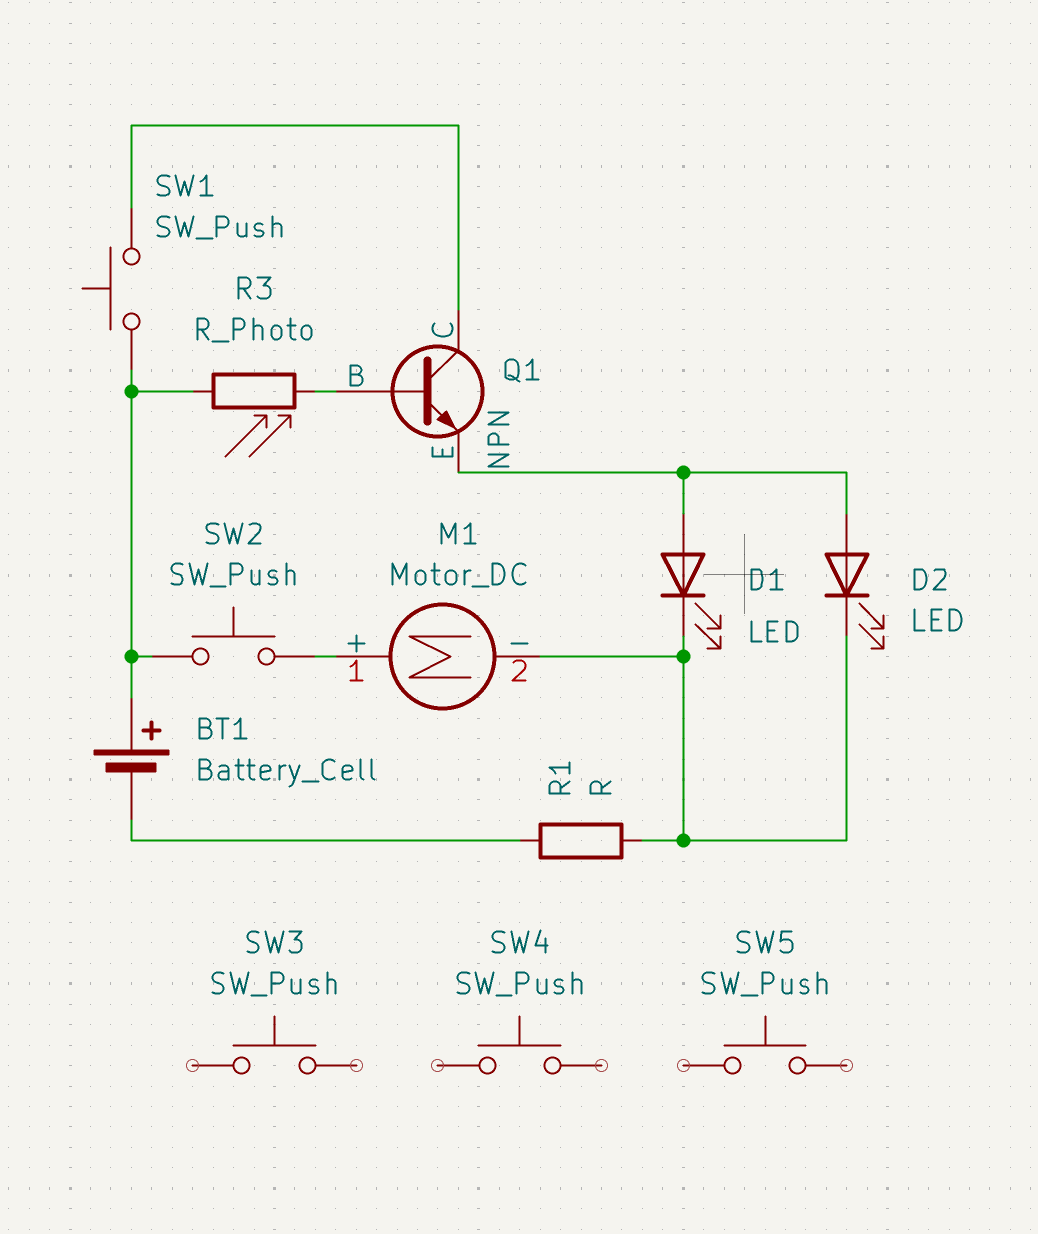 SW1
SW_Push
R3
R_Photo
C
B
Q1
NPN
E
SW2
SW_Push
M1
Motor_DC
D1
LED
D2
LED
+
1
−
2
+
BT1
Battery_Cell
R1
R
SW3
SW_Push
SW4
SW_Push
SW5
SW_Push